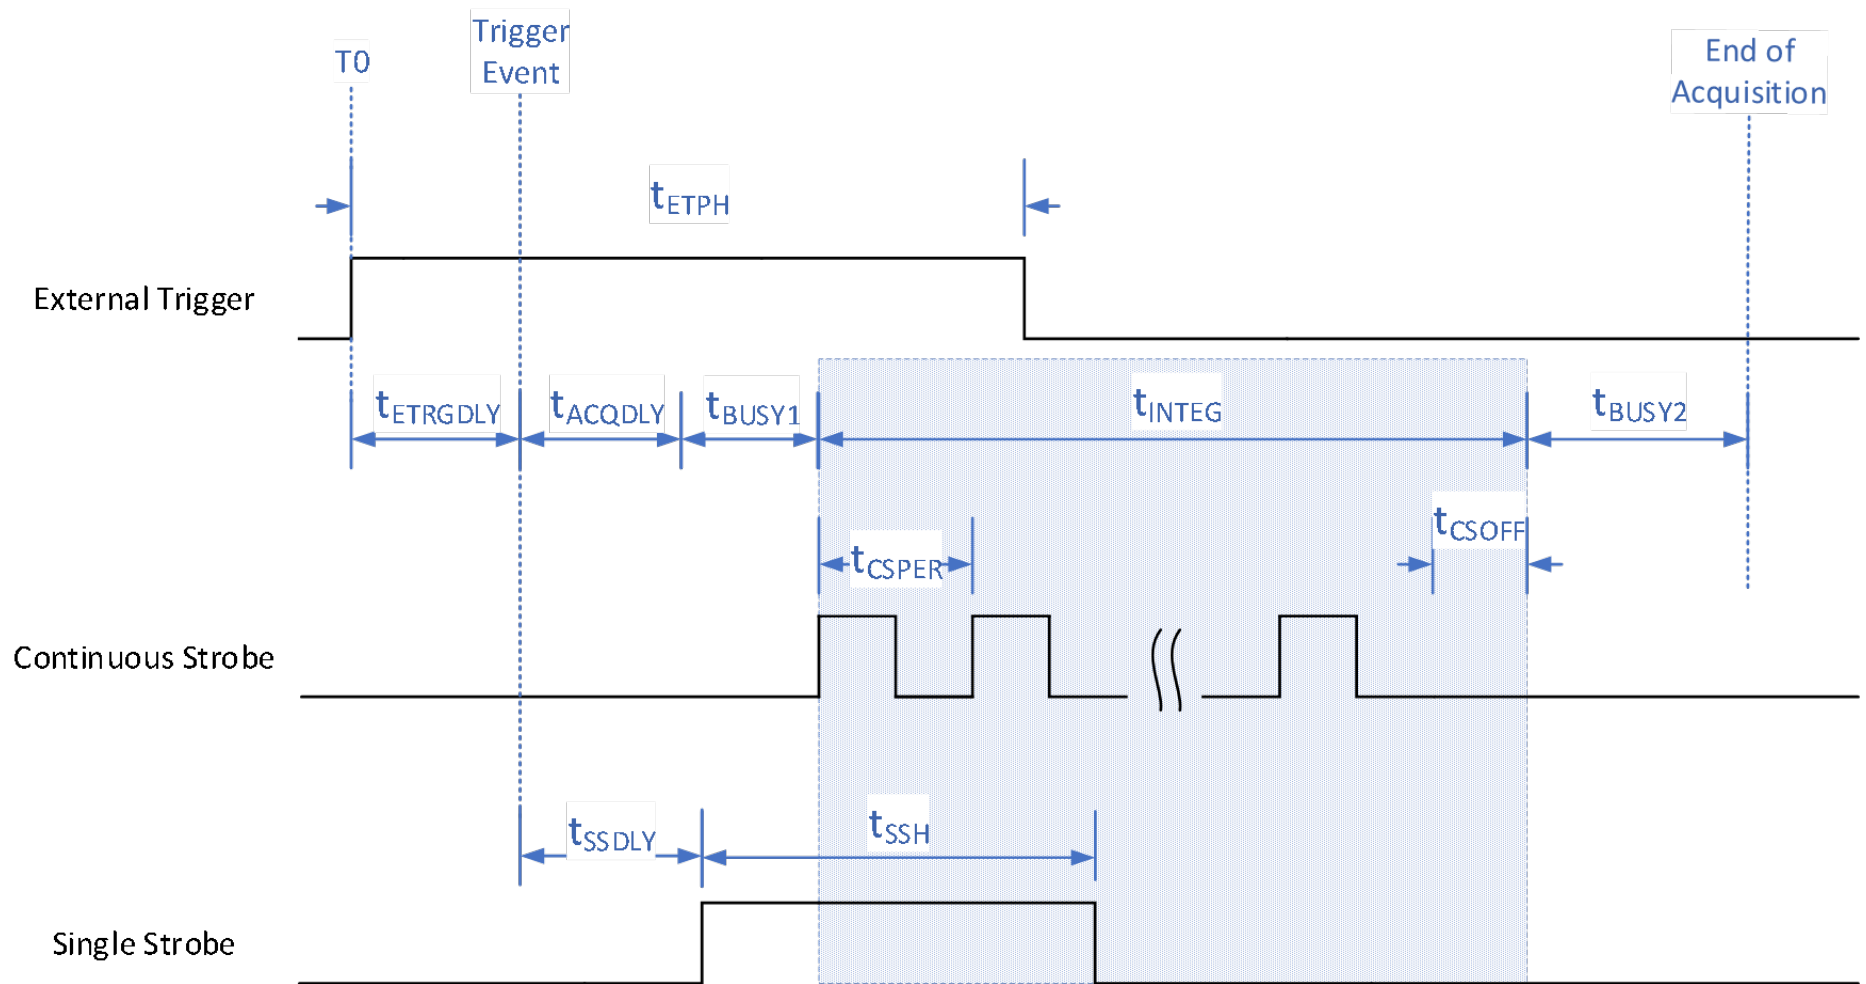 T0
Trigger
Event
End of
Acquisition
tETPH
External Trigger
tETRGDLY
tACQDLY
tBUSY1
tINTEG
tBUSY2
tCSOFF
tCSPER
Continuous Strobe
tSSDLY
tSSH
Single Strobe